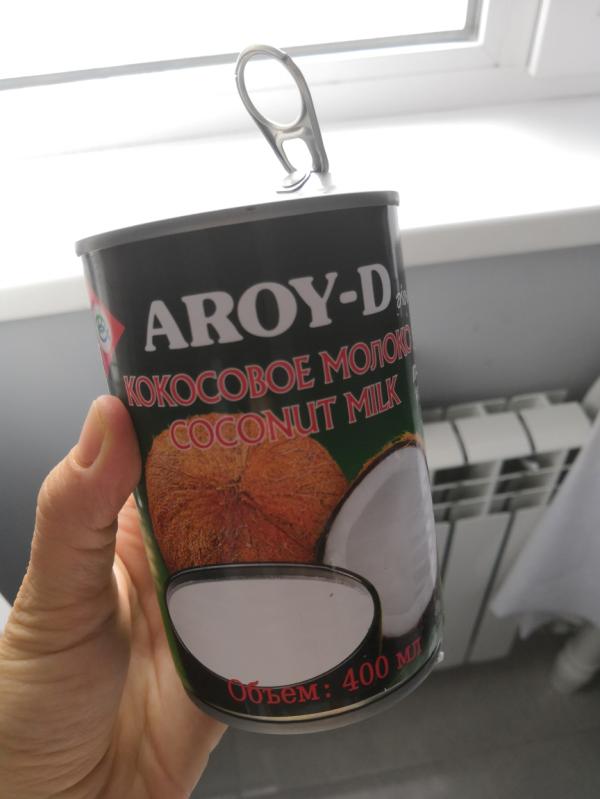 AROY-D
КОКОСОВОЕ МОЛОКО
COCONUT MILK
Объем: 400 мл